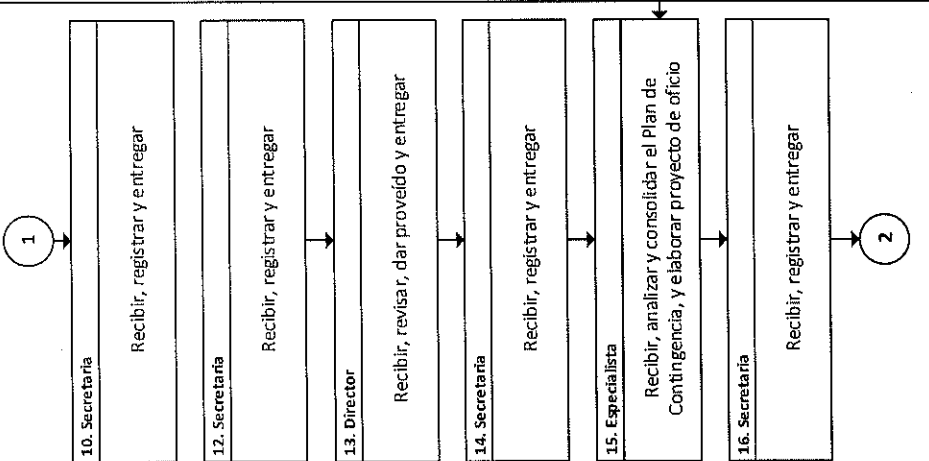 1
10. Secretaria
Recibir, registrar y entregar
12. Secretaria
Recibir, registrar y entregar
13. Director
Recibir, revisar, dar proveído y entregar
14. Secretaria
Recibir, registrar y entregar
15. Especialista
Recibir, analizar y consolidar el Plan de
Contingencia, y elaborar proyecto de oficio
16. Secretaria
Recibir, registrar y entregar
2